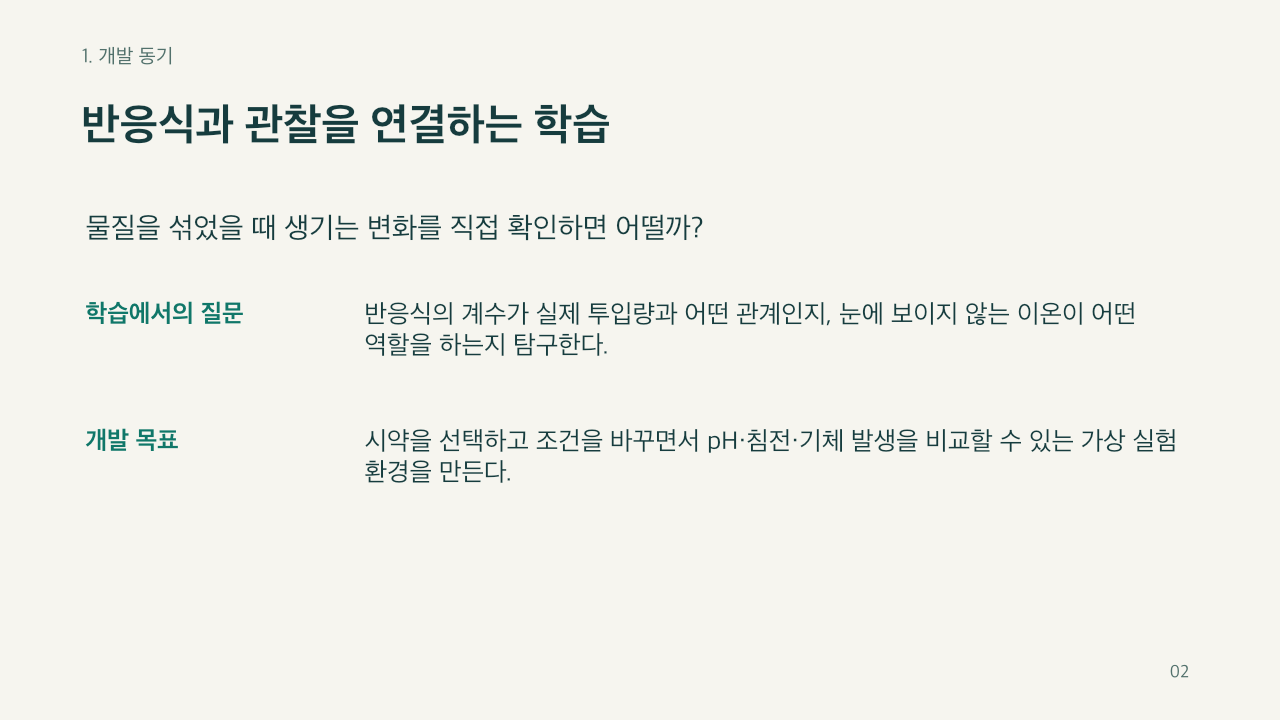 1. 개발 동기
반응식과 관찰을 연결하는 학습
물질을 섞었을 때 생기는 변화를 직접 확인하면 어떨까?
학습에서의 질문
반응식의 계수가 실제 투입량과 어떤 관계인지, 눈에 보이지 않는 이온이 어떤
역할을 하는지 탐구한다.
개발 목표
시약을 선택하고 조건을 바꾸면서 pH·침전·기체 발생을 비교할 수 있는 가상 실험
환경을 만든다.
02